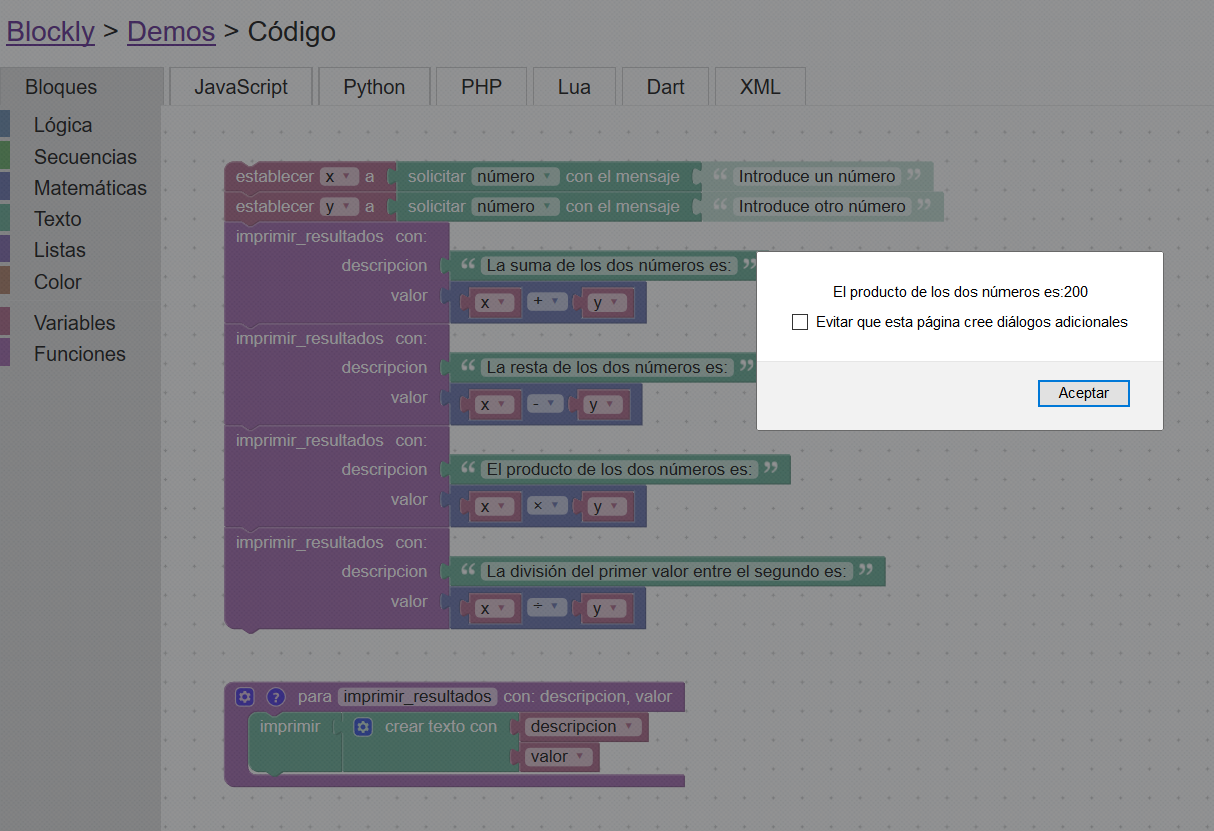 Blockly > Demos > Código
Bloques JavaScript Python PHP Lua Dart XML
Lógica
Secuencias
Matemáticas
Texto
Listas
Color
Variables
Funciones
establecer x a solicitar número con el mensaje “ Introduce un número ”
establecer y a solicitar número con el mensaje “ Introduce otro número ”
imprimir_resultados con:
descripcion “ La suma de los dos números es: ”
valor x + y
imprimir_resultados con:
descripcion “ La resta de los dos números es: ”
valor x - y
imprimir_resultados con:
descripcion “ El producto de los dos números es: ”
valor x × y
imprimir_resultados con:
descripcion “ La división del primer valor entre el segundo es: ”
valor x ÷ y
? para imprimir_resultados con: descripcion, valor
imprimir crear texto con descripcion
valor
El producto de los dos números es:200
Evitar que esta página cree diálogos adicionales
Aceptar